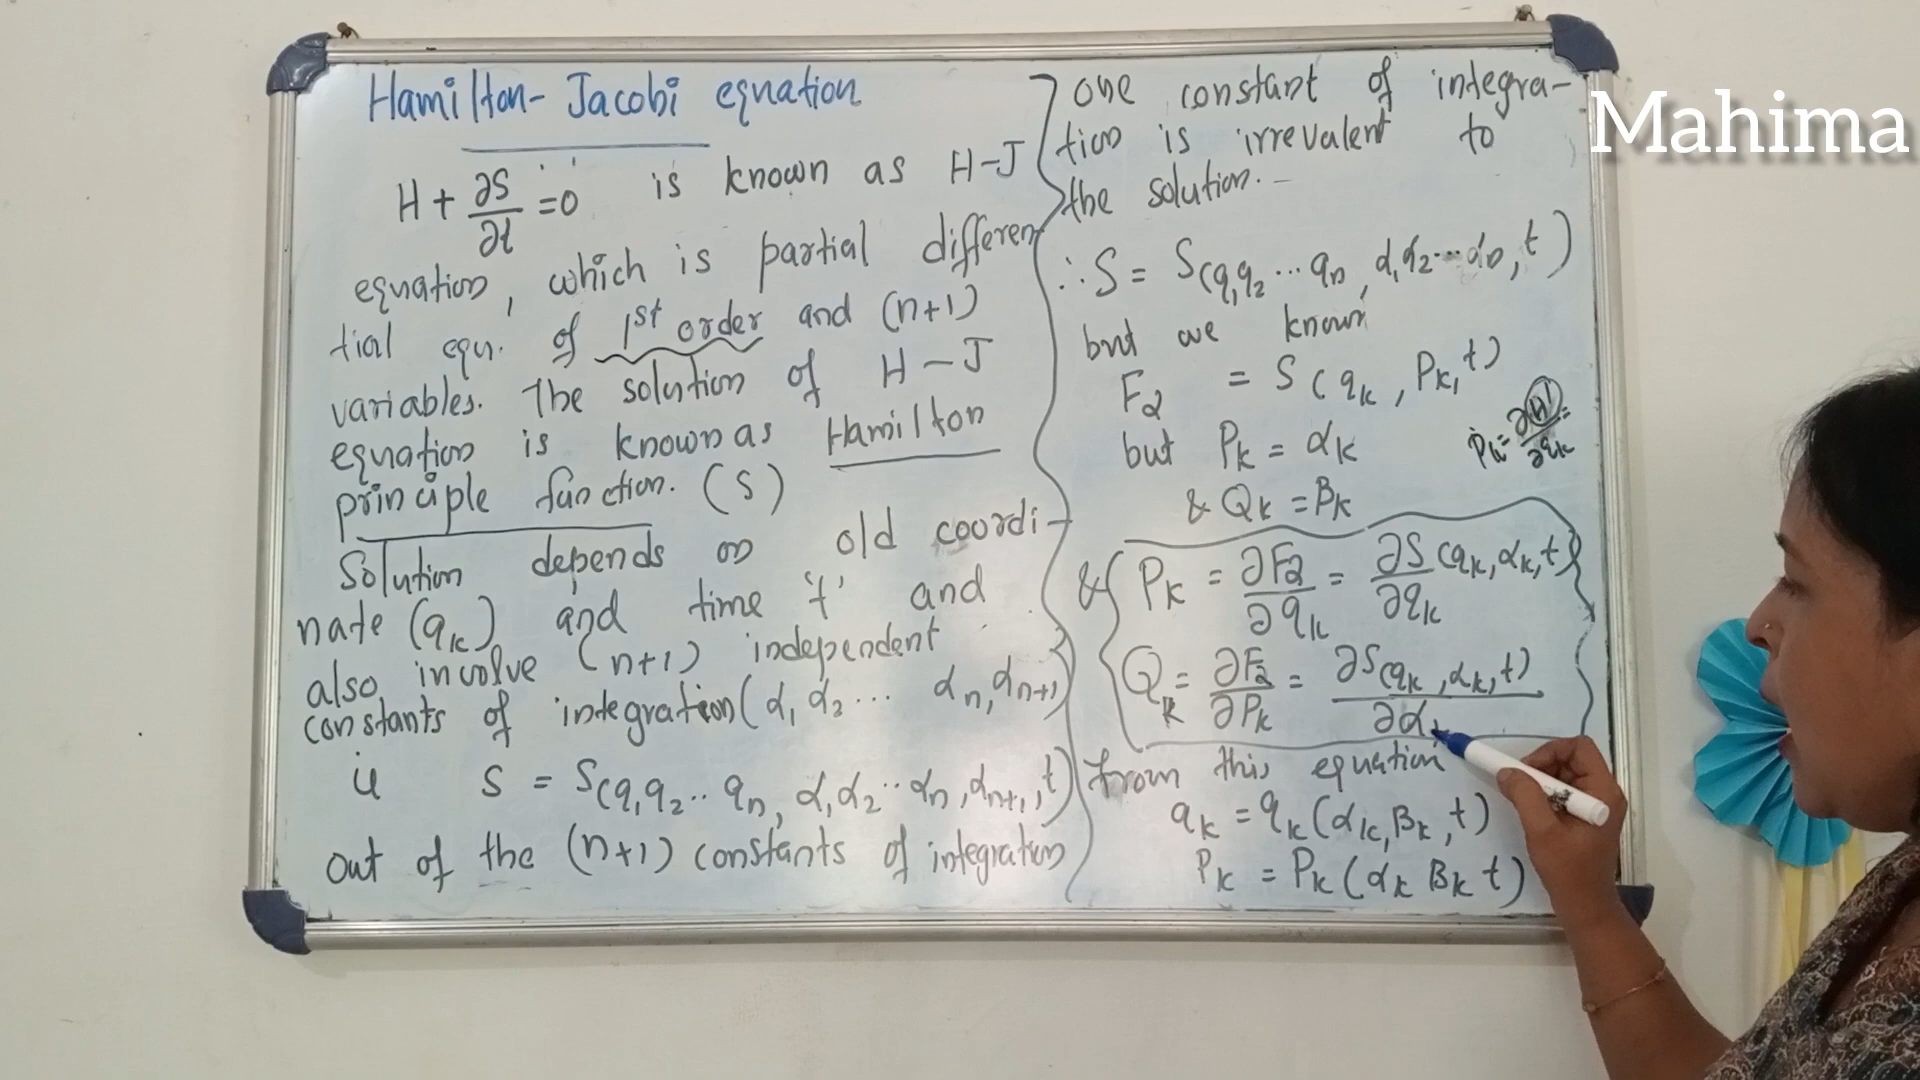 Hamilton-Jacobi equation
H + ∂S/∂t = 0 is known as H-J
equation, which is partial differen
tial equ. of 1st order and (n+1)
variables. The solution of H-J
equation is known as Hamilton
principle function. (S)
Solution depends on old coordi-
nate (qk) and time 't' and
also involve (n+1) independent
constants of integration (α1 α2 ... αn, αn+1)
ie S = S(q1 q2 .. qn, α1 α2 .. αn, αn+1, t)
out of the (n+1) constants of integration
one constant of integra-
tion is irrevalent to
the solution.
∴ S = S(q1 q2 ... qn, α1 α2 ... αn, t)
but we known
F2 = S(qk, Pk, t)
but Pk = αk
& Qk = βk
& Pk = ∂F2/∂qk = ∂S/∂qk (qk, αk, t)
Qk = ∂F2/∂Pk = ∂S(qk, αk, t)/∂αk
from this equation
qk = qk(αk, βk, t)
Pk = Pk(αk βk t)
Mahima